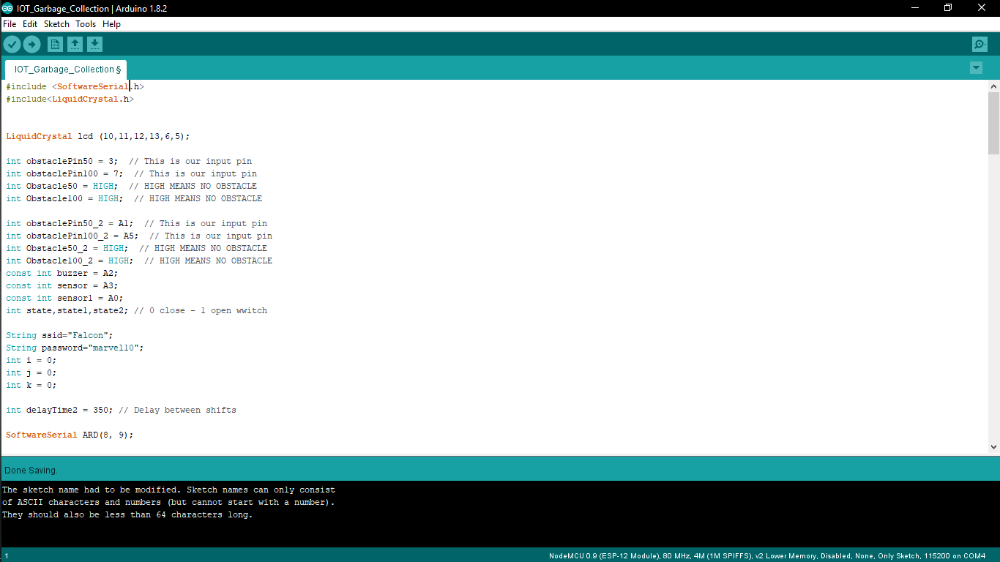 IOT_Garbage_Collection | Arduino 1.8.2
File Edit Sketch Tools Help
IOT_Garbage_Collection §
#include <SoftwareSerial.h>
#include<LiquidCrystal.h>
LiquidCrystal lcd (10,11,12,13,6,5);
int obstaclePin50 = 3;  // This is our input pin
int obstaclePin100 = 7;  // This is our input pin
int Obstacle50 = HIGH;  // HIGH MEANS NO OBSTACLE
int Obstacle100 = HIGH;  // HIGH MEANS NO OBSTACLE
int obstaclePin50_2 = A1;  // This is our input pin
int obstaclePin100_2 = A5;  // This is our input pin
int Obstacle50_2 = HIGH;  // HIGH MEANS NO OBSTACLE
int Obstacle100_2 = HIGH;  // HIGH MEANS NO OBSTACLE
const int buzzer = A2;
const int sensor = A3;
const int sensor1 = A0;
int state,state1,state2; // 0 close - 1 open wwitch
String ssid="Falcon";
String password="marvel10";
int i = 0;
int j = 0;
int k = 0;
int delayTime2 = 350; // Delay between shifts
SoftwareSerial ARD(8, 9);
Done Saving.
The sketch name had to be modified. Sketch names can only consist
of ASCII characters and numbers (but cannot start with a number).
They should also be less than 64 characters long.
1
NodeMCU 0.9 (ESP-12 Module), 80 MHz, 4M (1M SPIFFS), v2 Lower Memory, Disabled, None, Only Sketch, 115200 on COM4